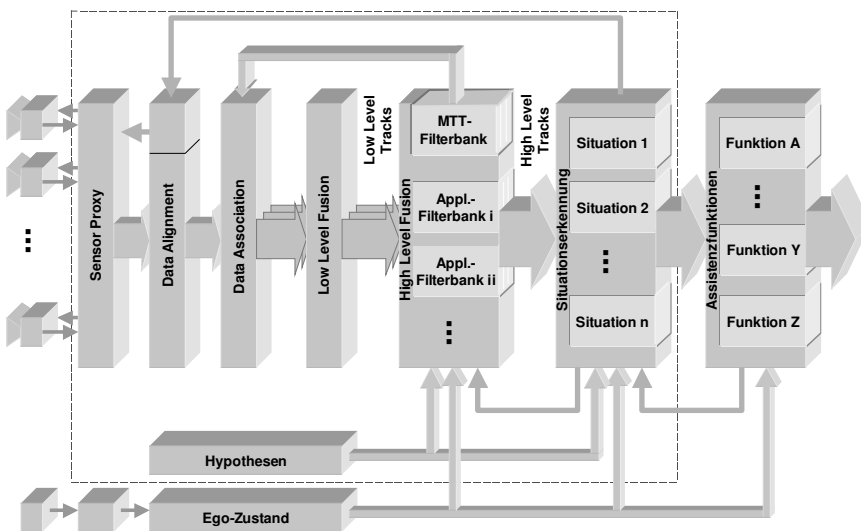 Sensor Proxy
Data Alignment
Data Association
Low Level Fusion
Low Level
Tracks
High Level Fusion
MTT-
Filterbank
Appl.-
Filterbank i
Appl.-
Filterbank ii
High Level
Tracks
Situationserkennung
Situation 1
Situation 2
Situation n
Assistenzfunktionen
Funktion A
Funktion Y
Funktion Z
Hypothesen
Ego-Zustand